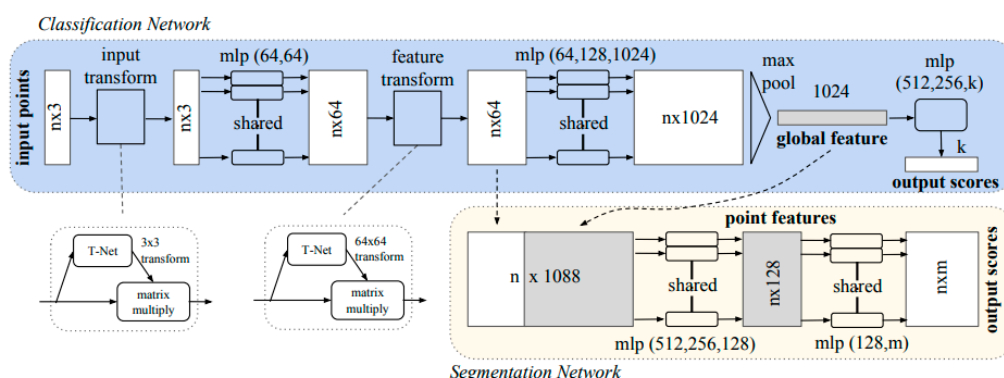 Classification Network
input points
nx3
input
transform
nx3
mlp (64,64)
shared
nx64
feature
transform
nx64
mlp (64,128,1024)
shared
nx1024
max
pool
1024
global feature
mlp
(512,256,k)
k
output scores
T-Net
3x3
transform
matrix
multiply
T-Net
64x64
transform
matrix
multiply
point features
n x 1088
shared
mlp (512,256,128)
nx128
shared
mlp (128,m)
nxm
output scores
Segmentation Network